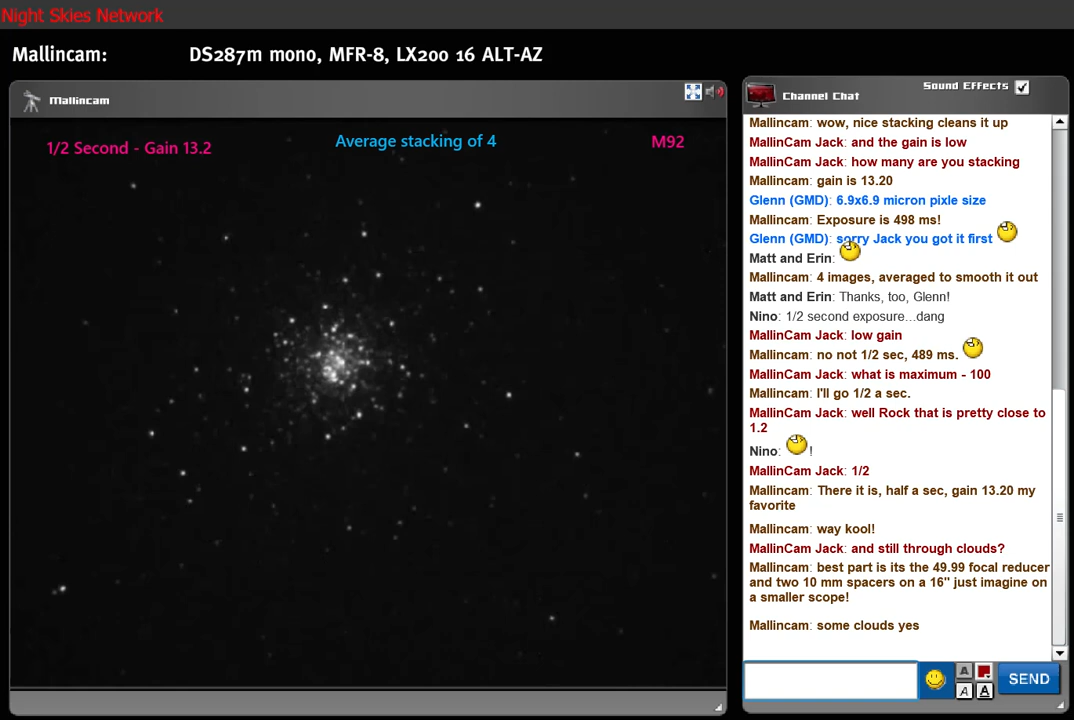 Night Skies Network
Mallincam: DS287m mono, MFR-8, LX200 16 ALT-AZ
Mallincam
1/2 Second - Gain 13.2
Average stacking of 4
M92
Channel Chat
Sound Effects
Mallincam: wow, nice stacking cleans it up
MallinCam Jack: and the gain is low
MallinCam Jack: how many are you stacking
Mallincam: gain is 13.20
Glenn (GMD): 6.9x6.9 micron pixle size
Mallincam: Exposure is 498 ms!
Glenn (GMD): sorry Jack you got it first
Matt and Erin:
Mallincam: 4 images, averaged to smooth it out
Matt and Erin: Thanks, too, Glenn!
Nino: 1/2 second exposure...dang
MallinCam Jack: low gain
Mallincam: no not 1/2 sec, 489 ms.
MallinCam Jack: what is maximum - 100
Mallincam: I'll go 1/2 a sec.
MallinCam Jack: well Rock that is pretty close to
1.2
Nino: !
MallinCam Jack: 1/2
Mallincam: There it is, half a sec, gain 13.20 my
favorite
Mallincam: way kool!
MallinCam Jack: and still through clouds?
Mallincam: best part is its the 49.99 focal reducer
and two 10 mm spacers on a 16" just imagine on
a smaller scope!
Mallincam: some clouds yes
A
SEND
A A